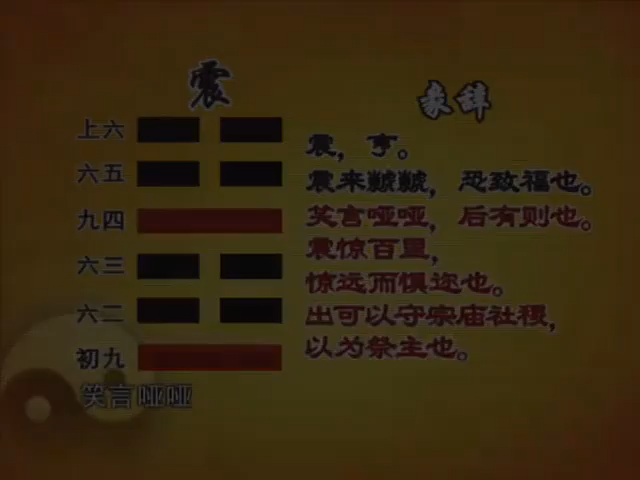 震
彖辞
上六
六五
九四
六三
六二
初九
震，亨。
震来虩虩，恐致福也。
笑言哑哑，后有则也。
震惊百里，
惊远而惧迩也。
出可以守宗庙社稷，
以为祭主也。
笑言哑哑